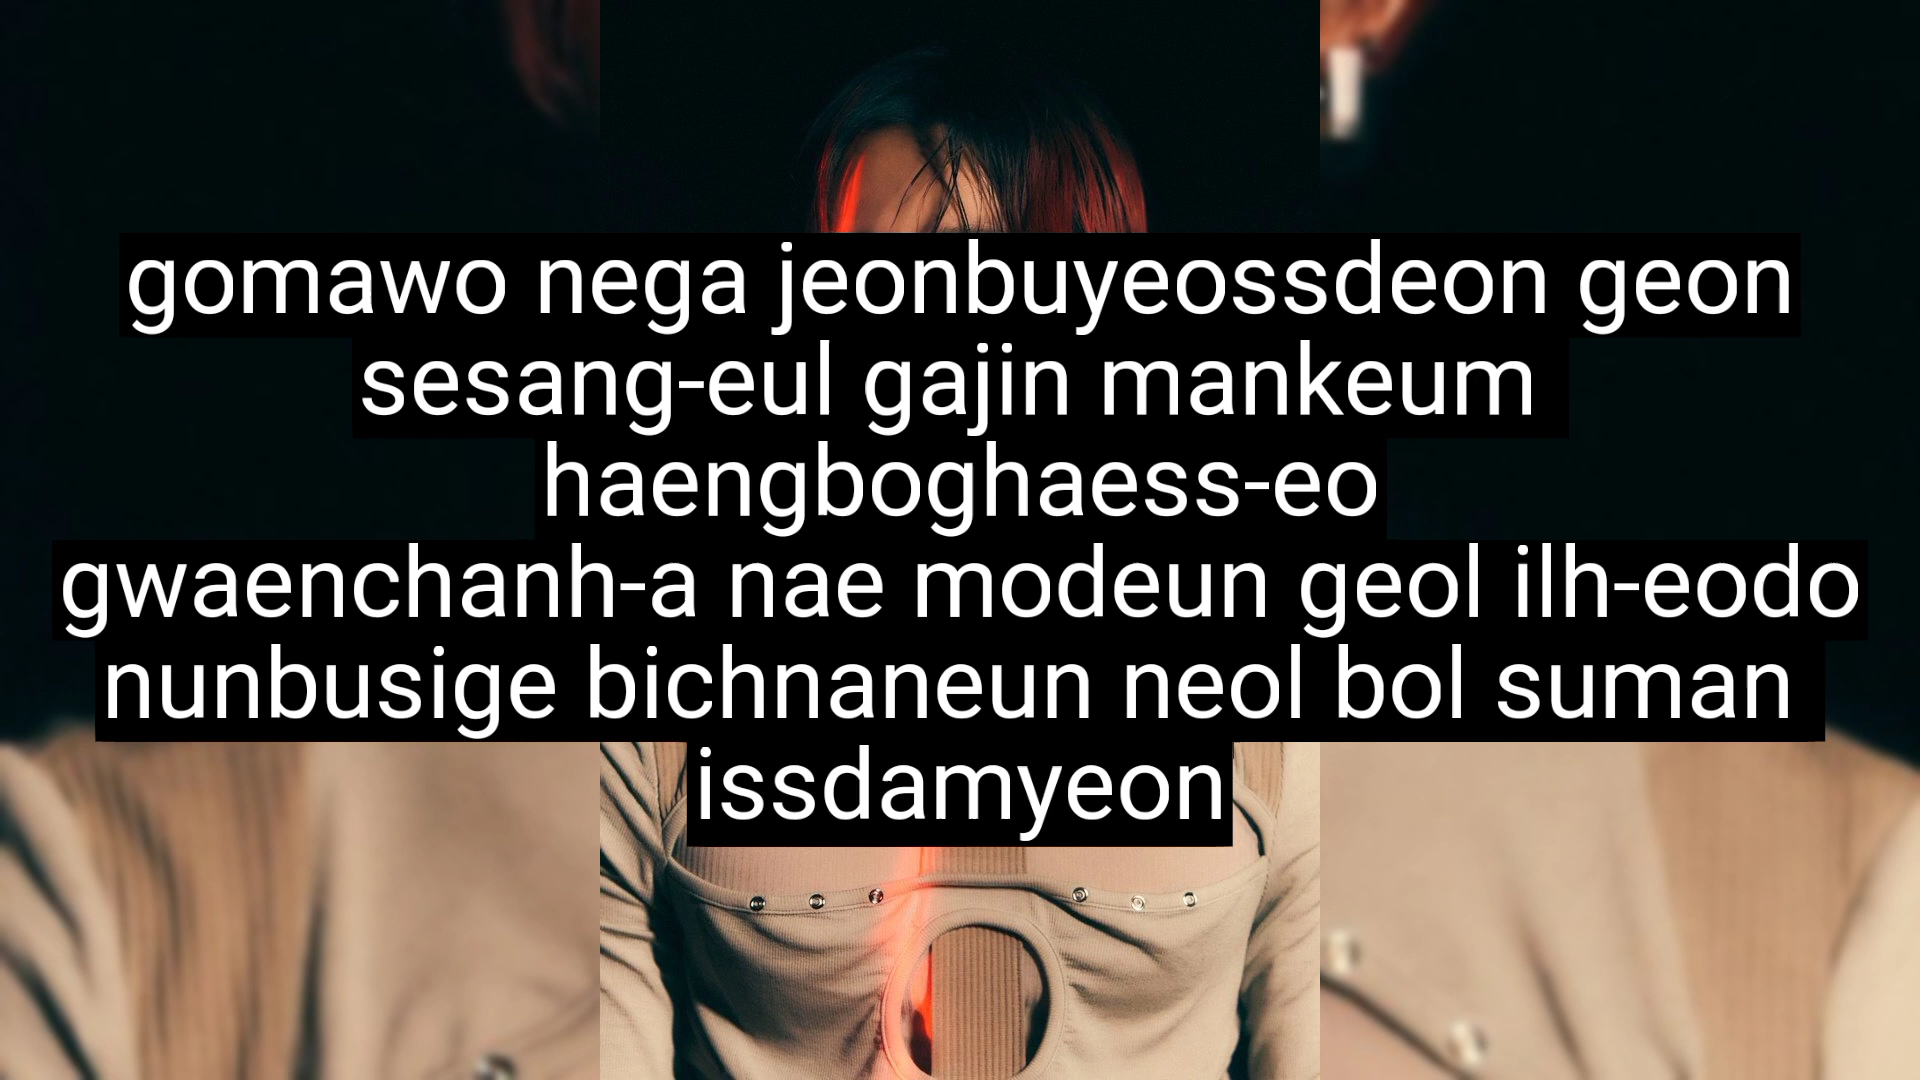 gomawo nega jeonbuyeossdeon geon
sesang-eul gajin mankeum
haengboghaess-eo
gwaenchanh-a nae modeun geol ilh-eodo
nunbusige bichnaneun neol bol suman
issdamyeon